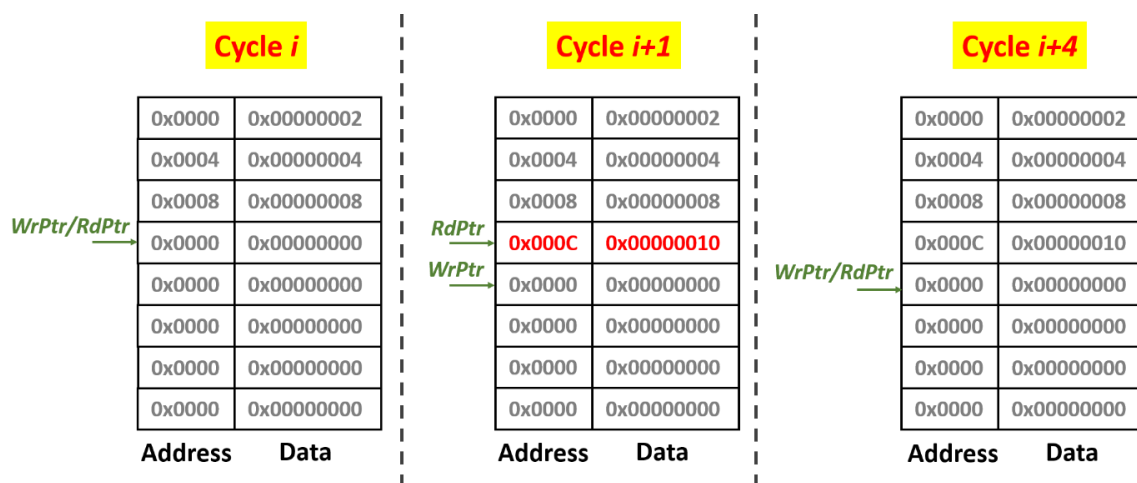 Cycle i
Cycle i+1
Cycle i+4
0x0000 0x00000002
0x0004 0x00000004
0x0008 0x00000008
WrPtr/RdPtr
0x0000 0x00000000
0x0000 0x00000000
0x0000 0x00000000
0x0000 0x00000000
0x0000 0x00000000
Address Data
0x0000 0x00000002
0x0004 0x00000004
0x0008 0x00000008
RdPtr
0x000C 0x00000010
WrPtr
0x0000 0x00000000
0x0000 0x00000000
0x0000 0x00000000
0x0000 0x00000000
Address Data
0x0000 0x00000002
0x0004 0x00000004
0x0008 0x00000008
0x000C 0x00000010
WrPtr/RdPtr
0x0000 0x00000000
0x0000 0x00000000
0x0000 0x00000000
0x0000 0x00000000
Address Data